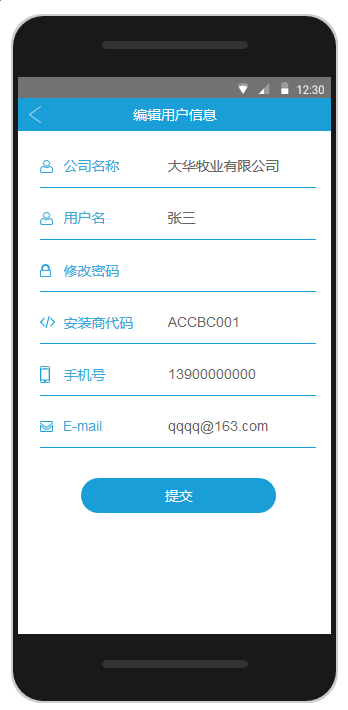 12:30
编辑用户信息
公司名称 大华牧业有限公司
用户名 张三
修改密码
安装商代码 ACCBC001
手机号 13900000000
E-mail qqqq@163.com
提交